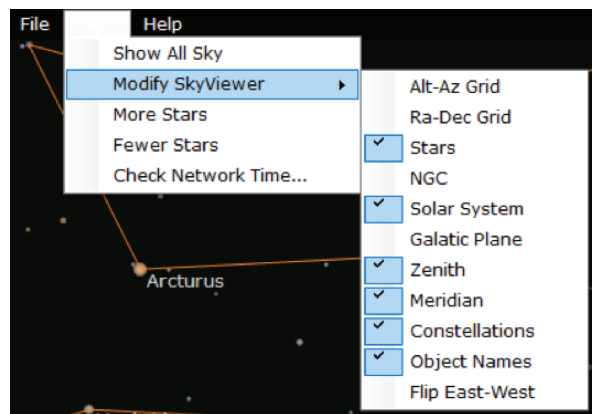 File Help
Show All Sky
Modify SkyViewer
More Stars
Fewer Stars
Check Network Time...
Alt-Az Grid
Ra-Dec Grid
Stars
NGC
Solar System
Galatic Plane
Zenith
Meridian
Constellations
Object Names
Flip East-West
Arcturus